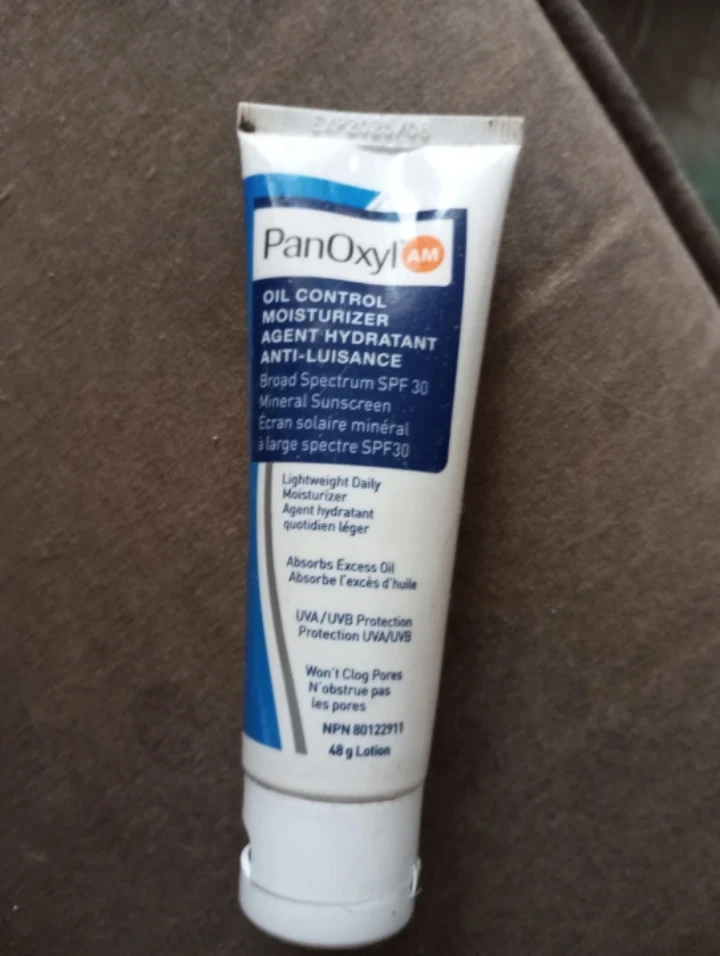 PanOxyl AM
OIL CONTROL
MOISTURIZER
AGENT HYDRATANT
ANTI-LUISANCE
Broad Spectrum SPF 30
Mineral Sunscreen
Écran solaire minéral
à large spectre SPF30
Lightweight Daily
Moisturizer
Agent hydratant
quotidien léger
Absorbs Excess Oil
Absorbe l'excès d'huile
UVA/UVB Protection
Protection UVA/UVB
Won't Clog Pores
N'obstrue pas
les pores
NPN 80122911
48 g Lotion